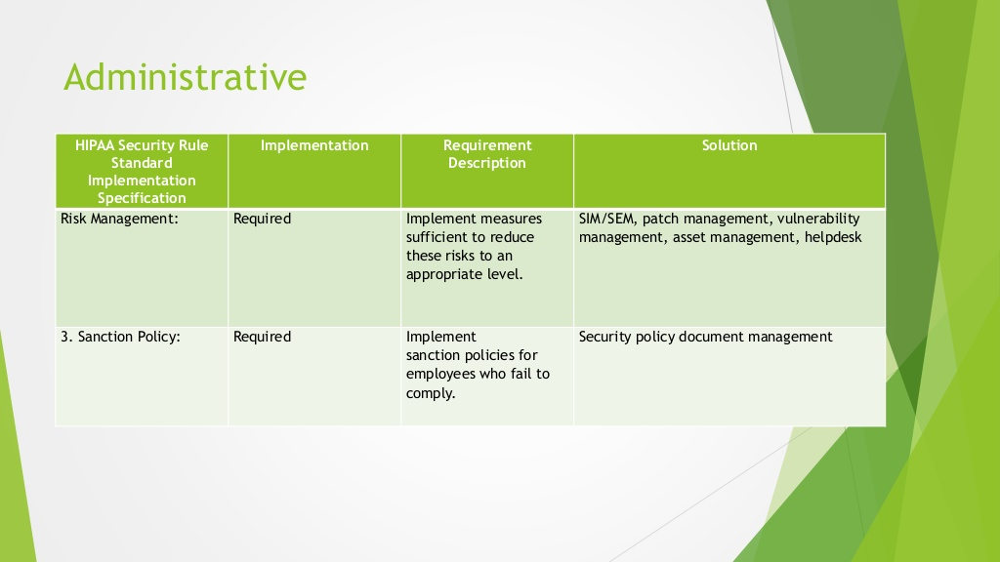 Administrative
HIPAA Security Rule
Standard
Implementation
Specification
Implementation
Requirement
Description
Solution
Risk Management:
Required
Implement measures
sufficient to reduce
these risks to an
appropriate level.
SIM/SEM, patch management, vulnerability
management, asset management, helpdesk
3. Sanction Policy:
Required
Implement
sanction policies for
employees who fail to
comply.
Security policy document management